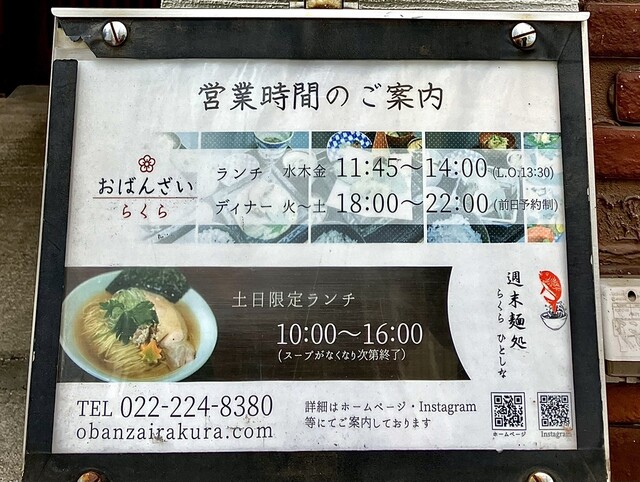 営業時間のご案内
おばんざい
らくら
ランチ 水木金 11:45～14:00 (L.O.13:30)
ディナー 火～土 18:00～22:00 (前日予約制)
土日限定ランチ
10:00～16:00
(スープがなくなり次第終了)
週末麺処
らくら ひとしな
TEL 022-224-8380
obanzairakura.com
詳細はホームページ・Instagram
等にてご案内しております
ホームページ
Instagram